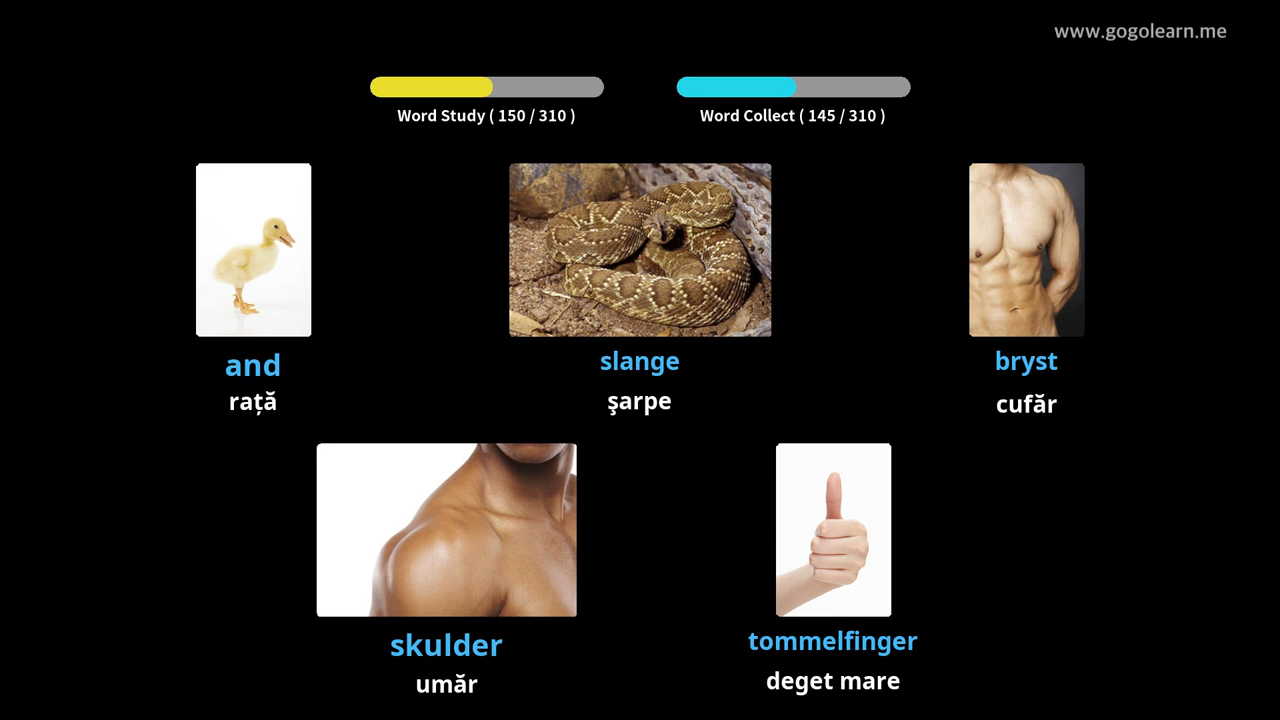 www.gogolearn.me
Word Study ( 150 / 310 )
Word Collect ( 145 / 310 )
and
rață
slange
şarpe
bryst
cufăr
skulder
umăr
tommelfinger
deget mare